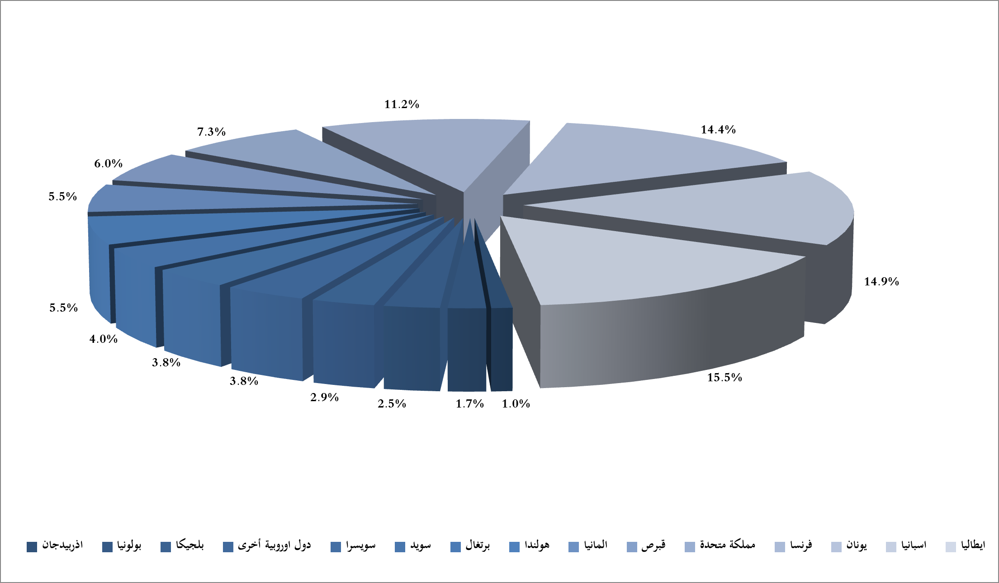 11.2%
14.4%
7.3%
6.0%
5.5%
14.9%
5.5%
4.0%
3.8%
15.5%
3.8%
2.9%
2.5%
1.7%
1.0%
ايطاليا
اسبانيا
يونان
فرنسا
مملكة متحدة
قبرص
المانيا
هولندا
برتغال
سويد
سويسرا
دول اوروبية أخرى
بلجيكا
بولونيا
اذربيدجان